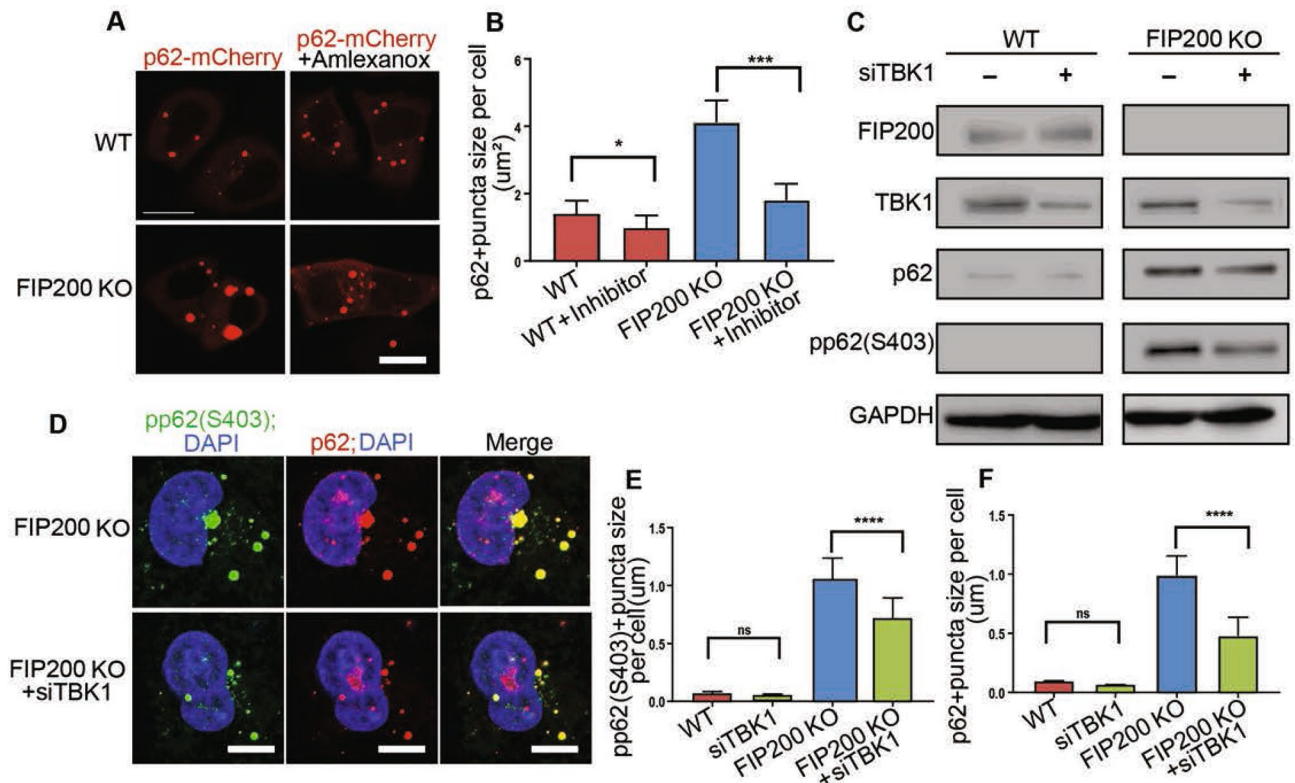 A
p62-mCherry
p62-mCherry
+Amlexanox
WT
FIP200 KO
B
p62+puncta size per cell
(um²)
6
4
2
0
*
***
WT
WT+Inhibitor
FIP200 KO
FIP200 KO
+Inhibitor
C
WT
FIP200 KO
siTBK1
− + − +
FIP200
TBK1
p62
pp62(S403)
GAPDH
D
pp62(S403);
DAPI
p62;DAPI
Merge
FIP200 KO
FIP200 KO
+siTBK1
E
pp62(S403)+puncta size
per cell(um)
1.5
1.0
0.5
0.0
ns
****
WT
siTBK1
FIP200 KO
FIP200 KO
+siTBK1
F
p62+puncta size per cell
(um)
1.5
1.0
0.5
0.0
ns
****
WT
siTBK1
FIP200 KO
FIP200 KO
+siTBK1